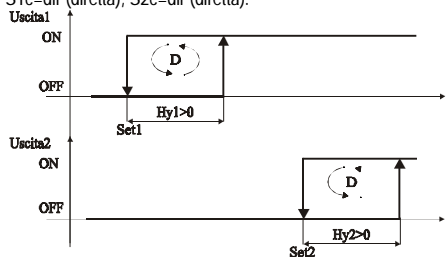 S1c=dir (diretta); S2c=dir (diretta).
Uscita1
ON
D
OFF
Hy1>0
Set1
Uscita2
ON
D
OFF
Hy2>0
Set2